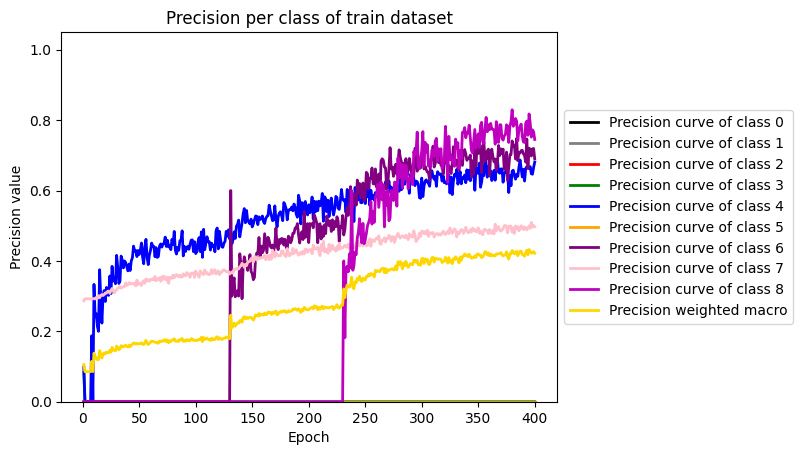 Precision per class of train dataset
Precision value
1.0
0.8
0.6
0.4
0.2
0.0
0
50
100
150
200
250
300
350
400
Epoch
Precision curve of class 0
Precision curve of class 1
Precision curve of class 2
Precision curve of class 3
Precision curve of class 4
Precision curve of class 5
Precision curve of class 6
Precision curve of class 7
Precision curve of class 8
Precision weighted macro